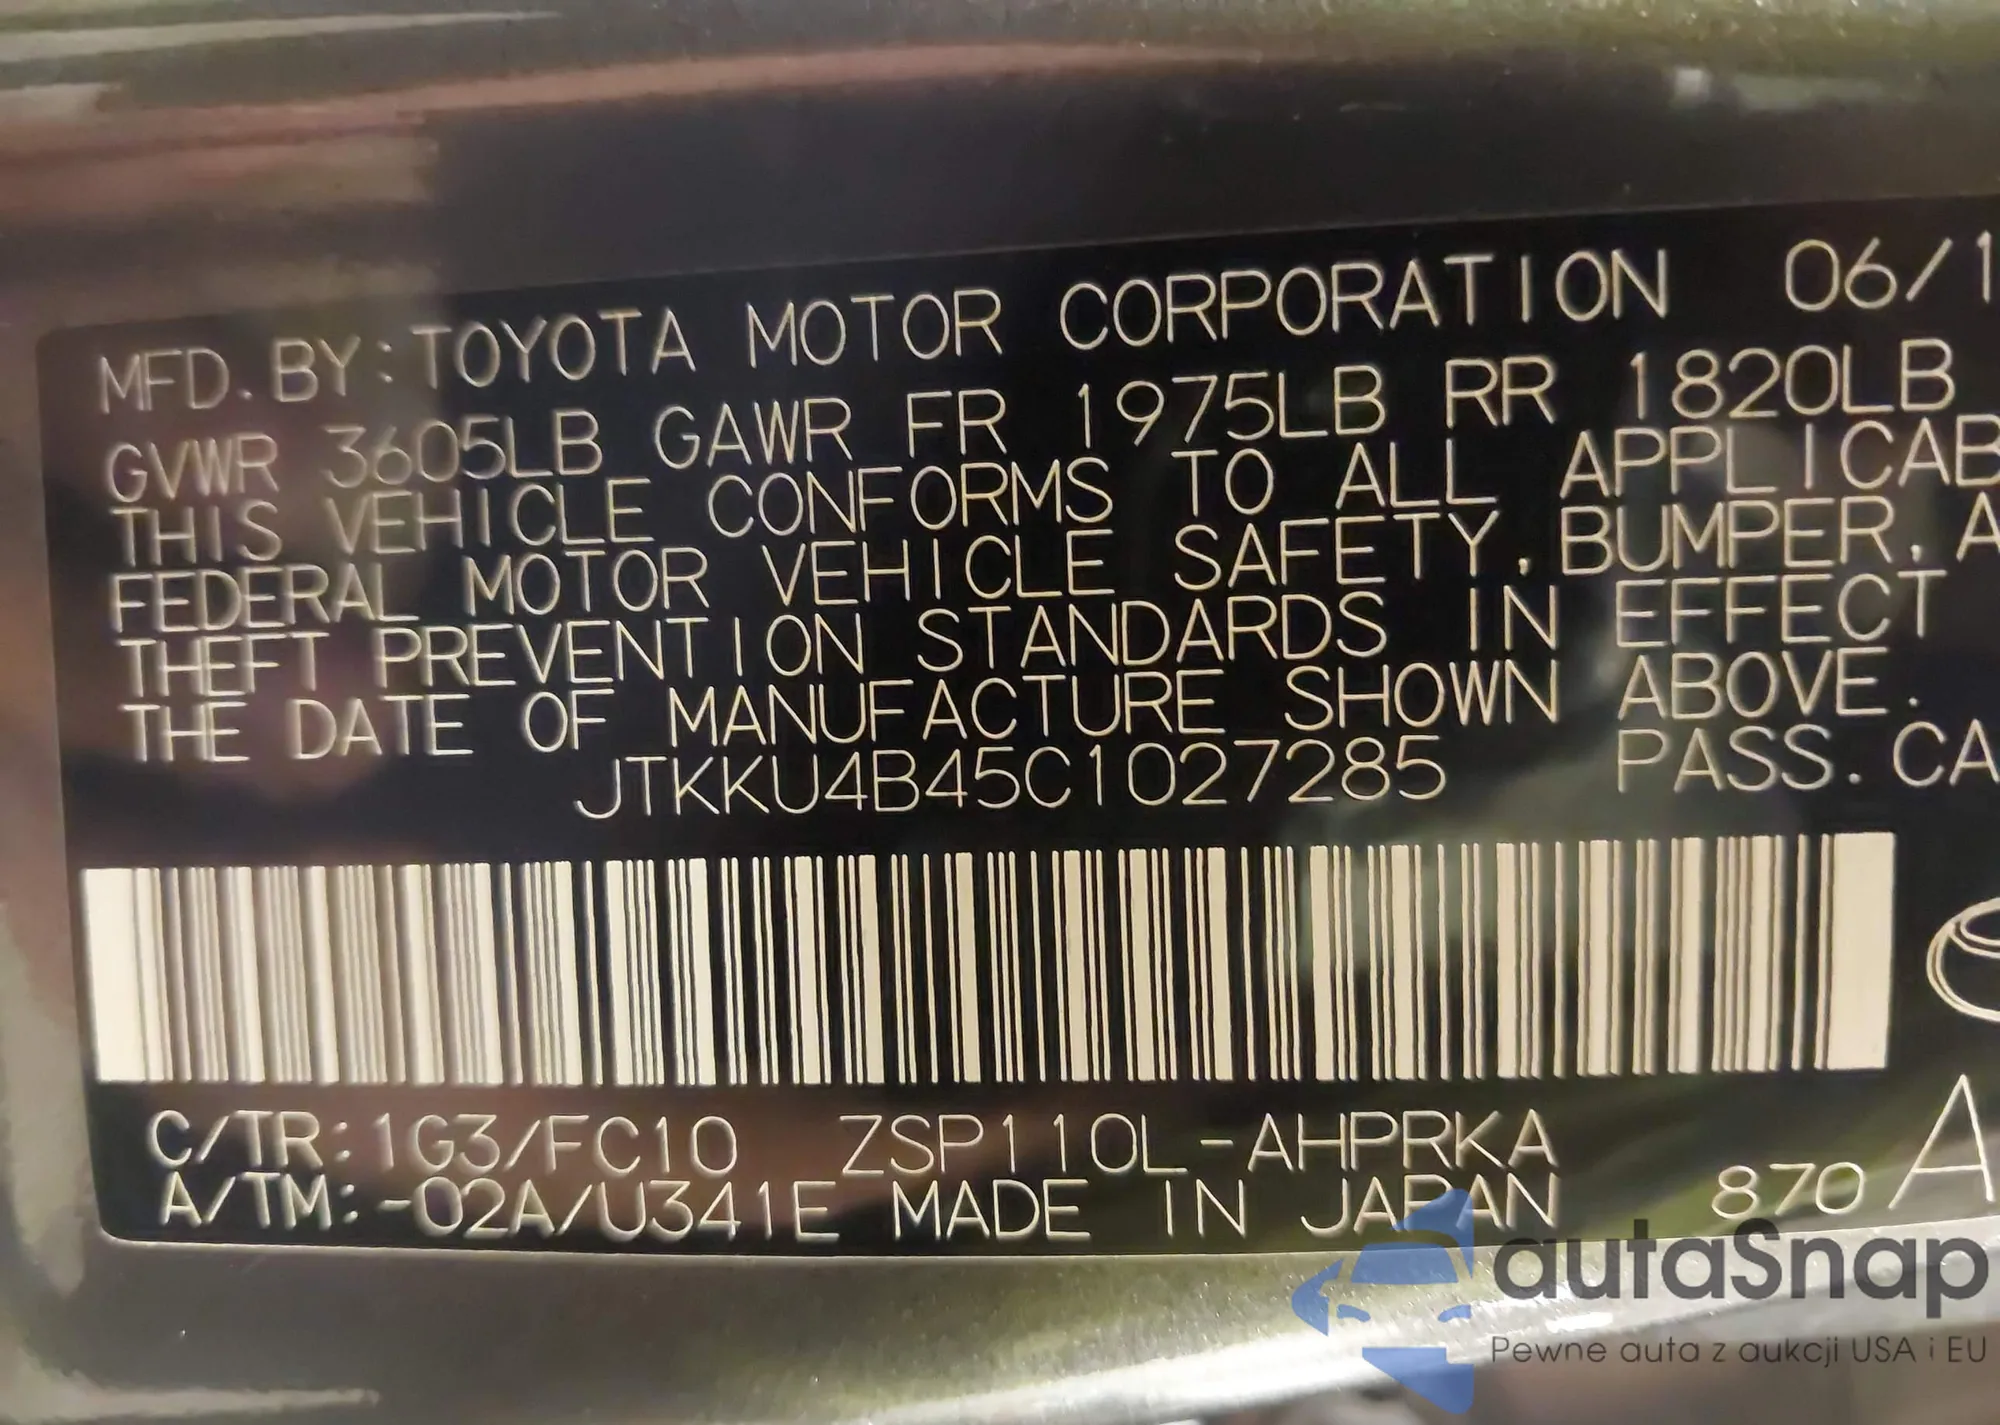 MFD. BY: TOYOTA MOTOR CORPORATION 06/1
GVWR 3605LB GAWR FR 1975LB RR 1820LB
THIS VEHICLE CONFORMS TO ALL APPLICAB
FEDERAL MOTOR VEHICLE SAFETY, BUMPER, A
THEFT PREVENTION STANDARDS IN EFFECT
THE DATE OF MANUFACTURE SHOWN ABOVE.
JTKKU4B45C1027285 PASS. CA
C/TR: 1G3/FC10 ZSP110L-AHPRKA
A/TM: -02A/U341E MADE IN JAPAN 870 A
autaSnap
Pewne auta z aukcji USA i EU